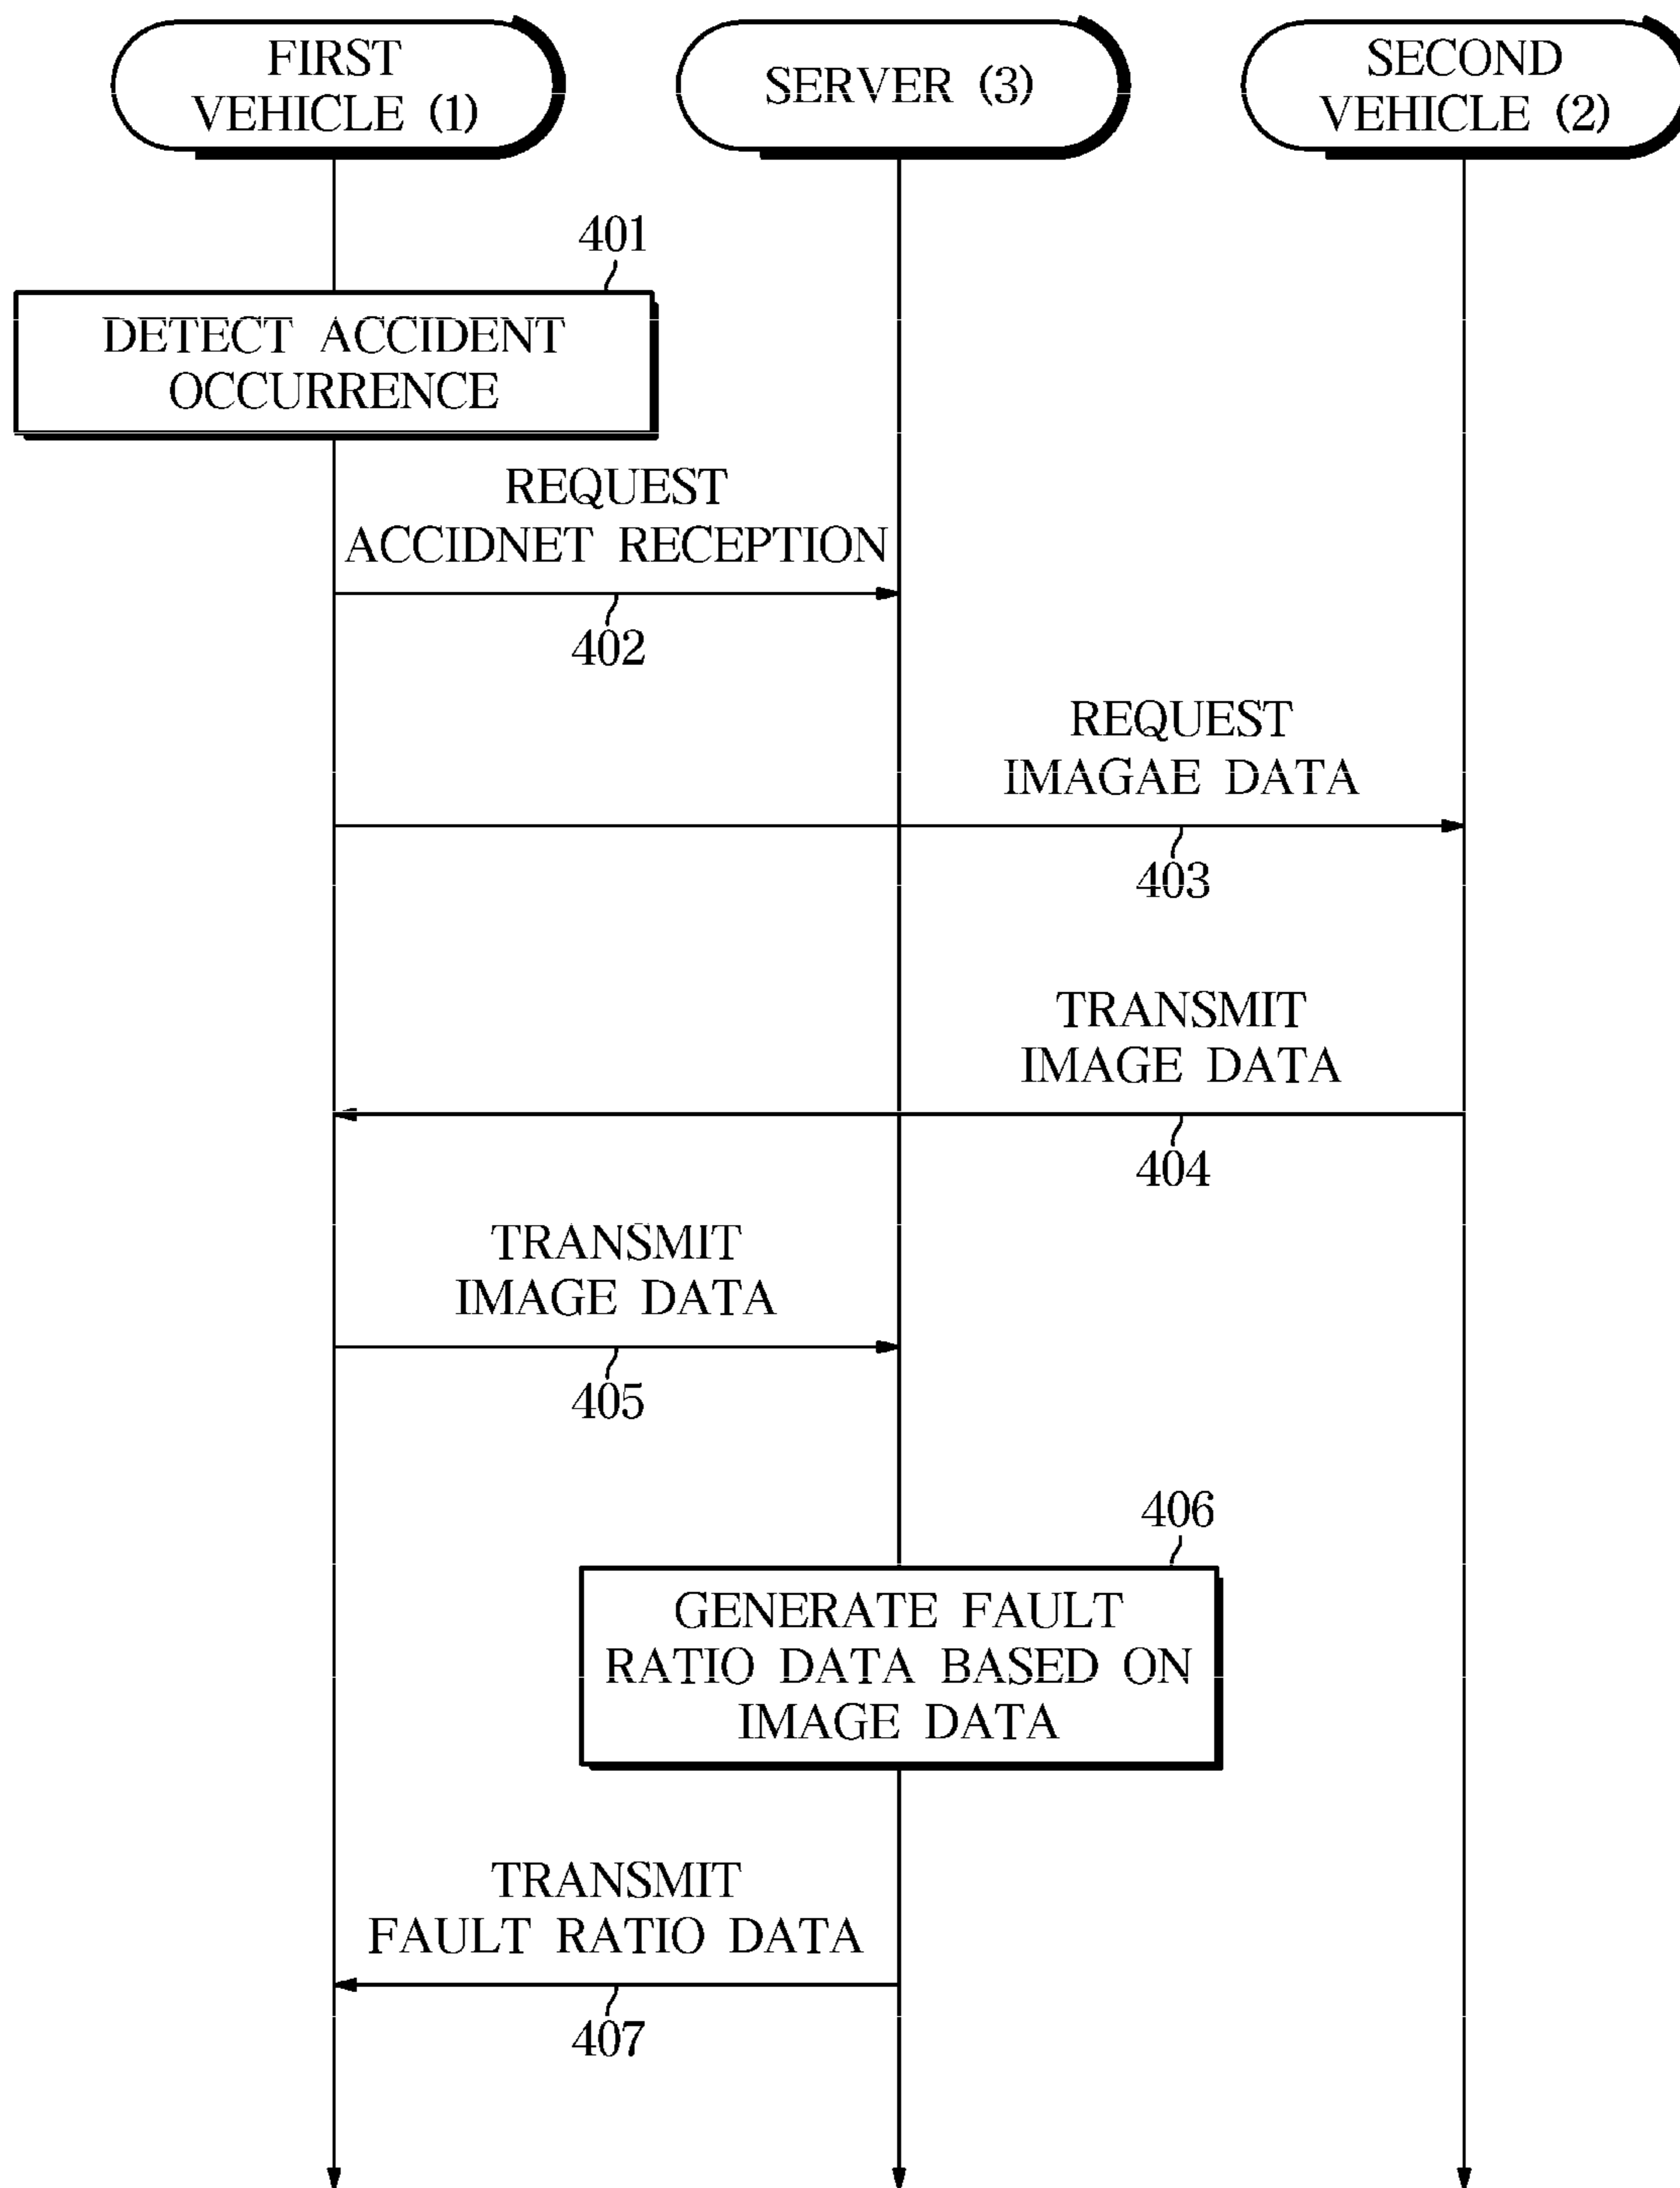 FIRST
VEHICLE (1)
SERVER (3)
SECOND
VEHICLE (2)
401
DETECT ACCIDENT
OCCURRENCE
REQUEST
ACCIDNET RECEPTION
402
REQUEST
IMAGAE DATA
403
TRANSMIT
IMAGE DATA
404
TRANSMIT
IMAGE DATA
405
406
GENERATE FAULT
RATIO DATA BASED ON
IMAGE DATA
TRANSMIT
FAULT RATIO DATA
407